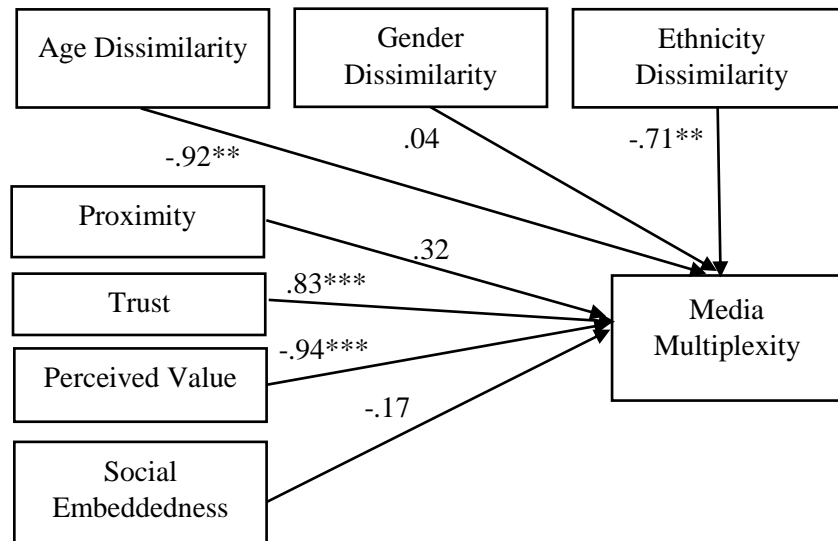 Age Dissimilarity
Gender
Dissimilarity
Ethnicity
Dissimilarity
-.92**
.04
-.71**
Proximity
.32
Trust
.83***
Media
Multiplexity
Perceived Value
-.94***
-.17
Social
Embeddedness